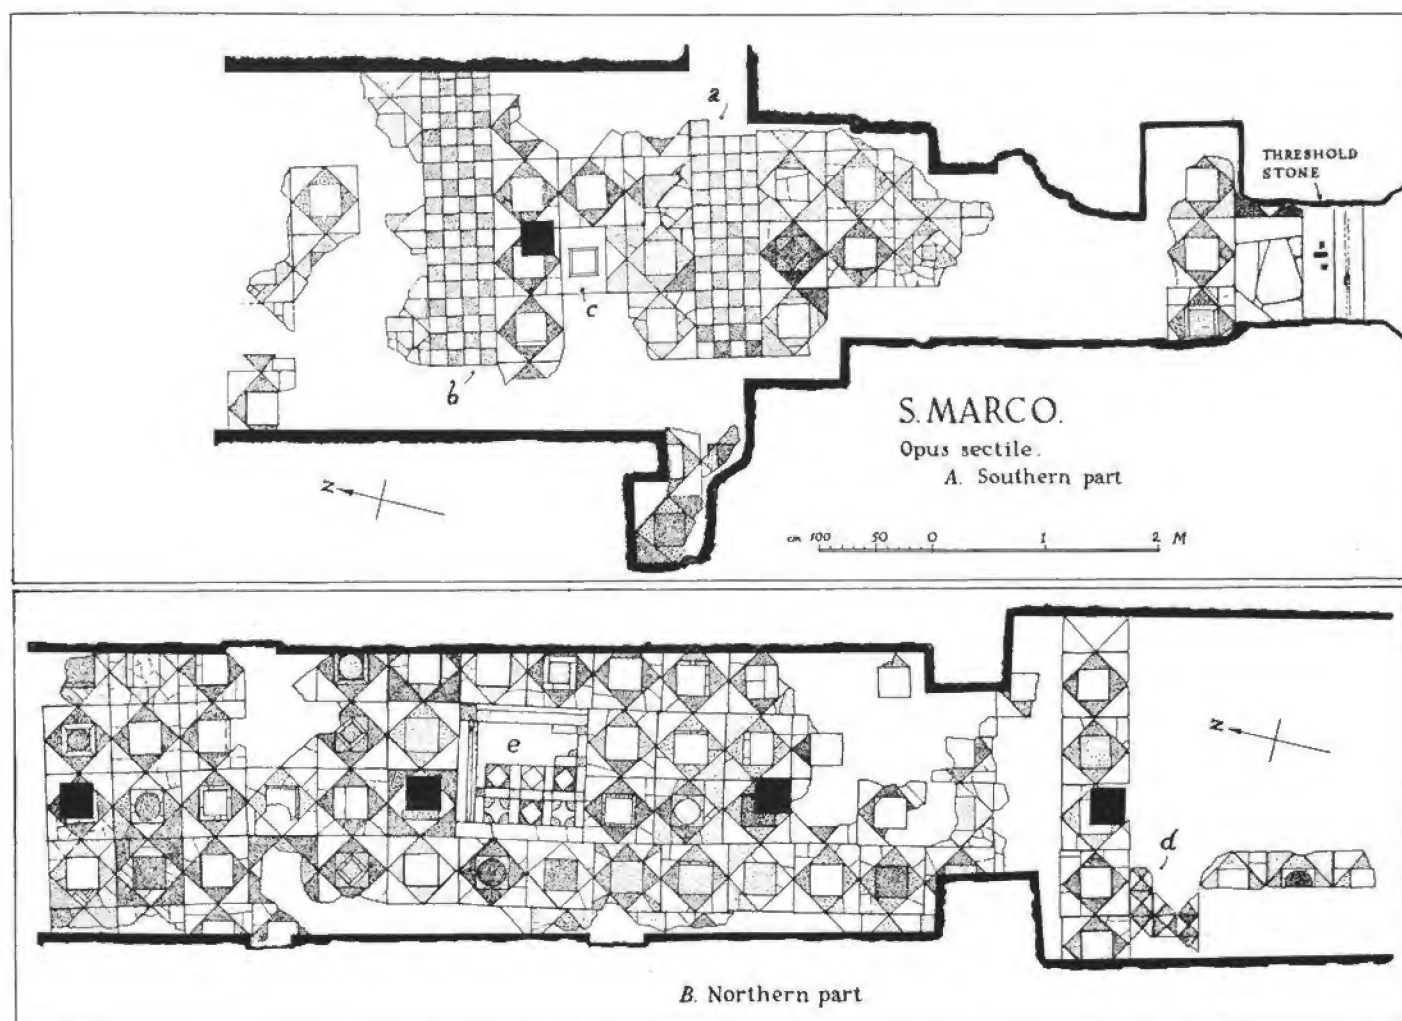 a
THRESHOLD
STONE
c
b
S. MARCO.
Opus sectile.
A. Southern part
N
cm 100 50 0 1 2 M
e
d
N
B. Northern part